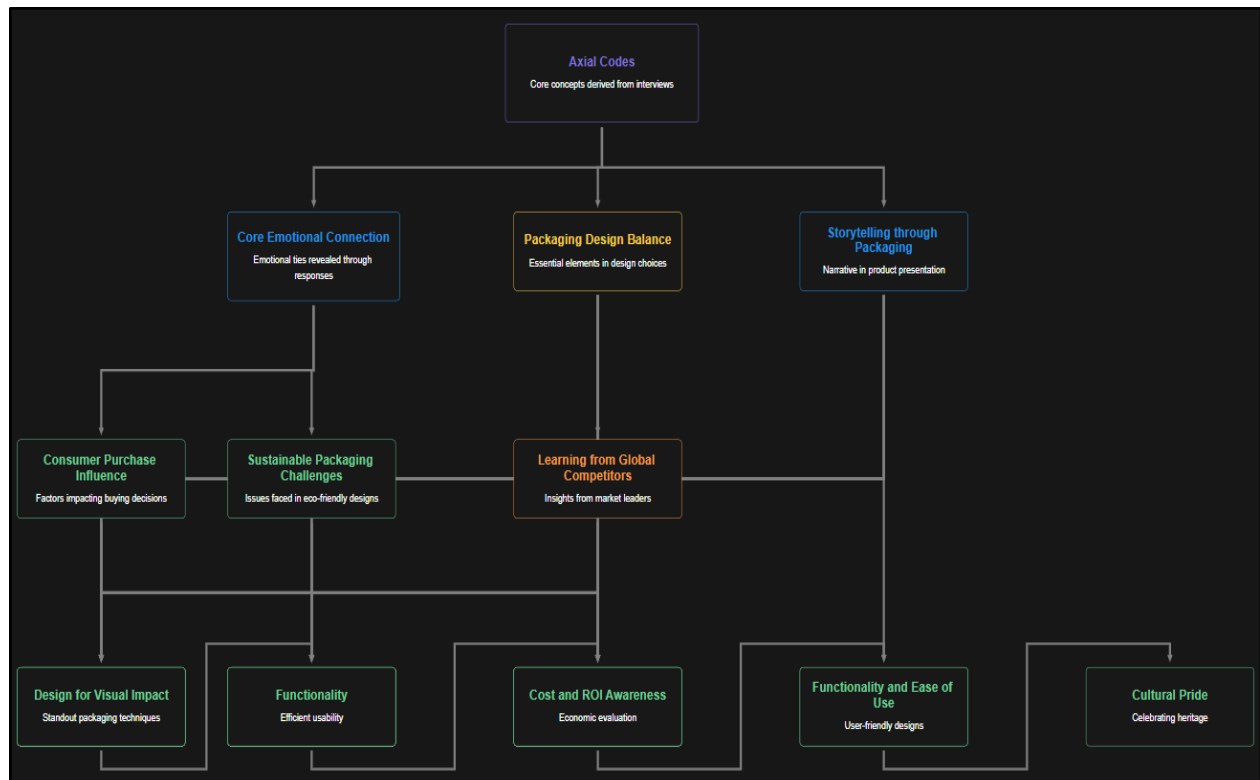 Axial Codes
Core concepts derived from interviews
Core Emotional Connection
Emotional ties revealed through
responses
Packaging Design Balance
Essential elements in design choices
Storytelling through
Packaging
Narrative in product presentation
Consumer Purchase
Influence
Factors impacting buying decisions
Sustainable Packaging
Challenges
Issues faced in eco-friendly designs
Learning from Global
Competitors
Insights from market leaders
Design for Visual Impact
Standout packaging techniques
Functionality
Efficient usability
Cost and ROI Awareness
Economic evaluation
Functionality and Ease of
Use
User-friendly designs
Cultural Pride
Celebrating heritage